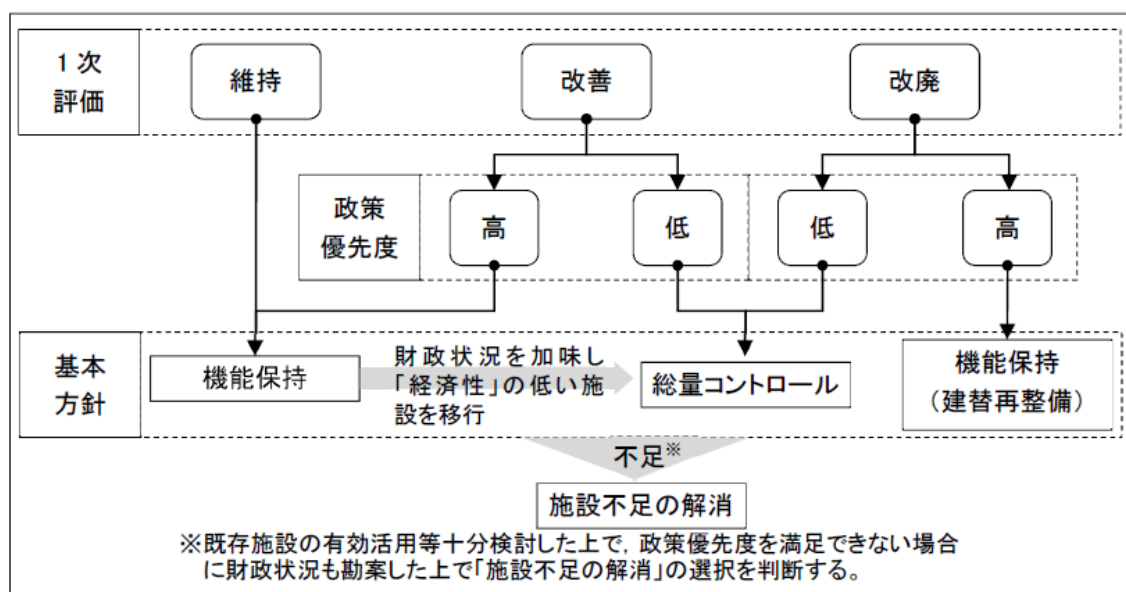 1次
評価
維持
改善
改廃
政策
優先度
高
低
低
高
基本
方針
機能保持
財政状況を加味し
「経済性」の低い施
設を移行
総量コントロール
機能保持
（建替再整備）
不足※
施設不足の解消
※既存施設の有効活用等十分検討した上で，政策優先度を満足できない場合
に財政状況も勘案した上で「施設不足の解消」の選択を判断する。